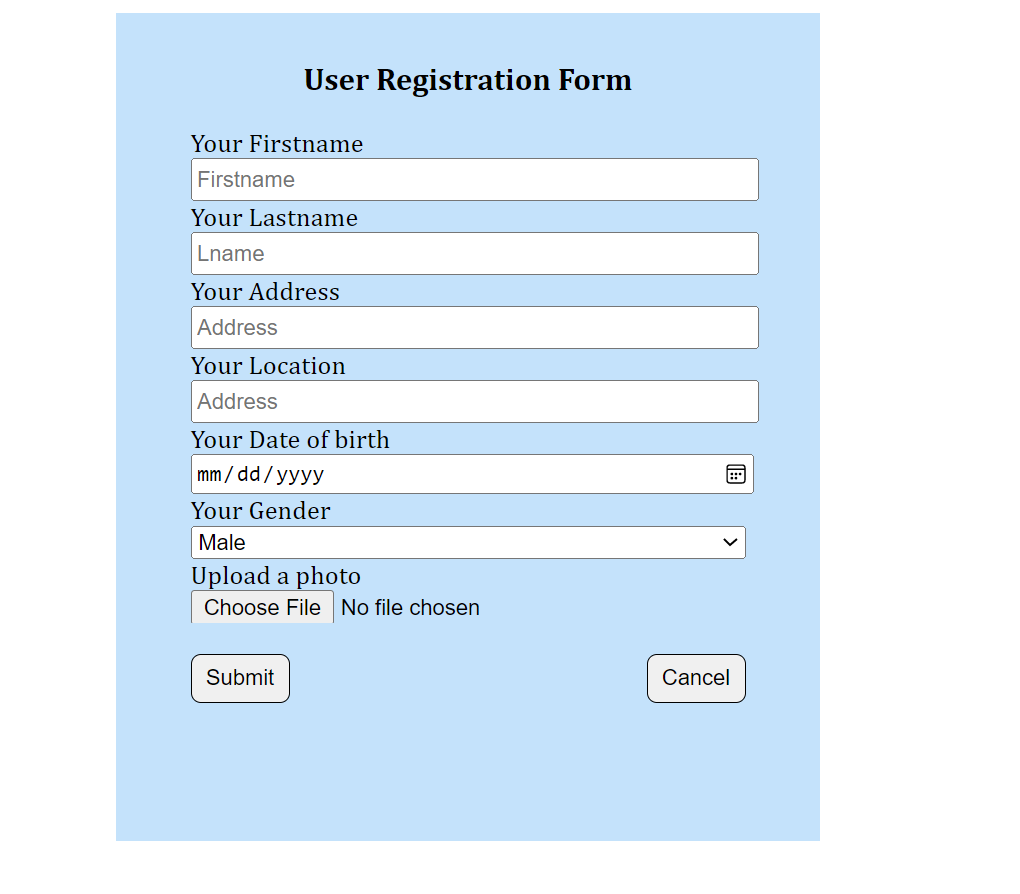 User Registration Form
Your Firstname
Firstname
Your Lastname
Lname
Your Address
Address
Your Location
Address
Your Date of birth
mm/dd/yyyy
Your Gender
Male
Upload a photo
Choose File No file chosen
Submit Cancel